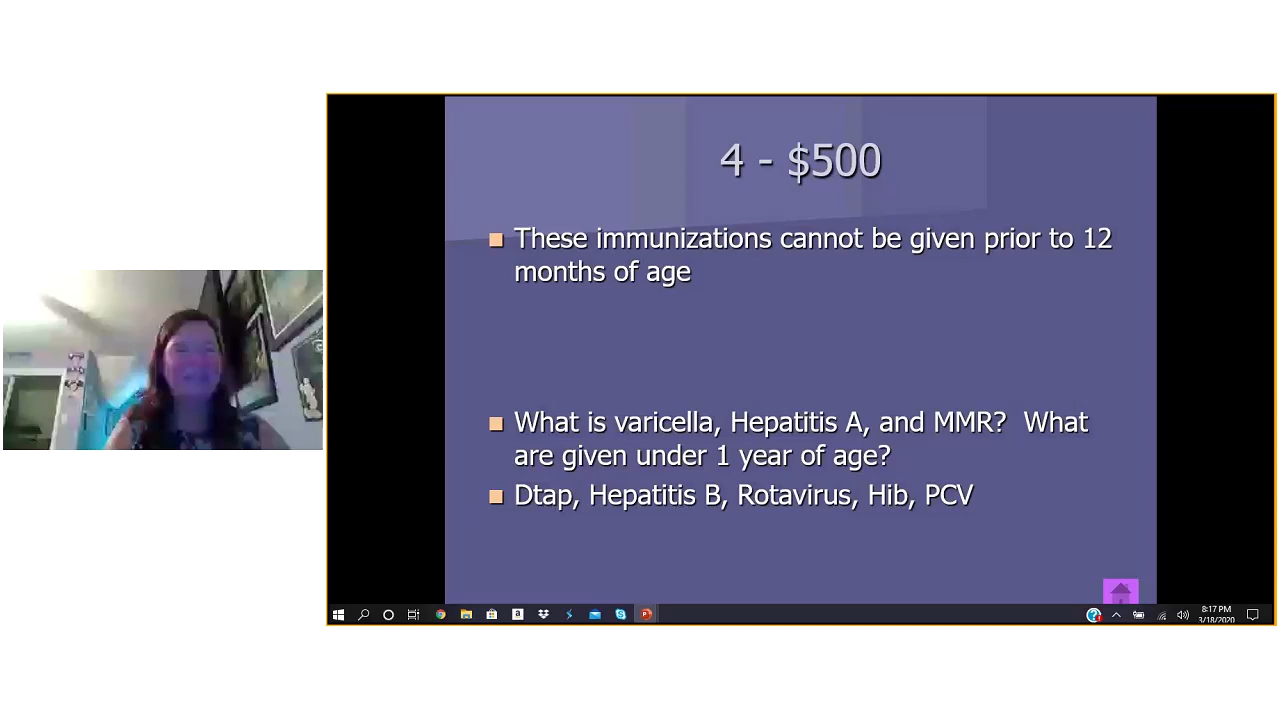 4 - $500
These immunizations cannot be given prior to 12
months of age
What is varicella, Hepatitis A, and MMR? What
are given under 1 year of age?
Dtap, Hepatitis B, Rotavirus, Hib, PCV
8:17 PM
3/18/2020